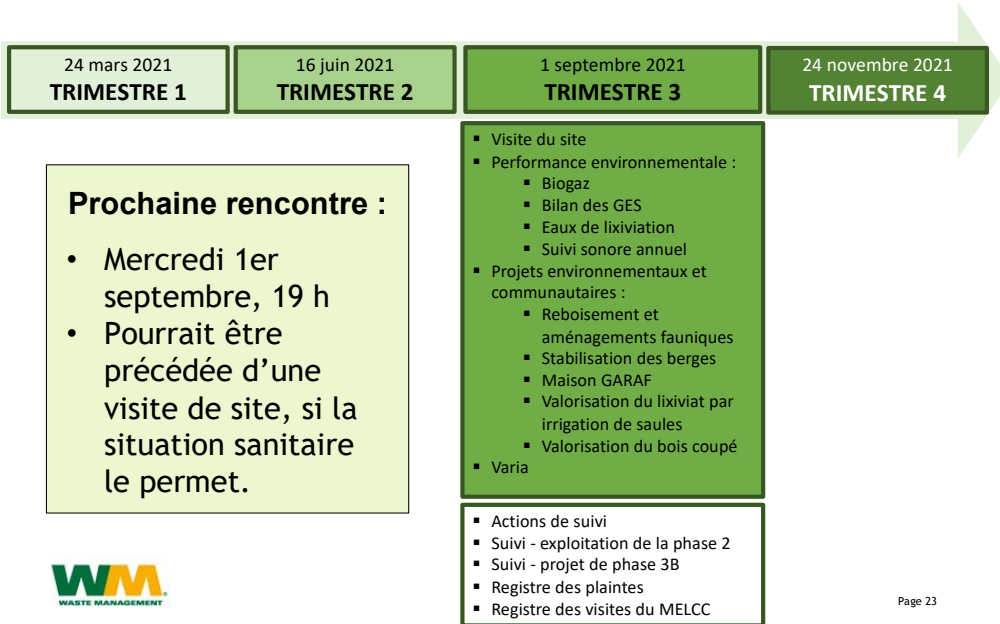 24 mars 2021
TRIMESTRE 1
16 juin 2021
TRIMESTRE 2
1 septembre 2021
TRIMESTRE 3
24 novembre 2021
TRIMESTRE 4
Prochaine rencontre :
• Mercredi 1er
septembre, 19 h
• Pourrait être
précédée d’une
visite de site, si la
situation sanitaire
le permet.
▪ Visite du site
▪ Performance environnementale :
▪ Biogaz
▪ Bilan des GES
▪ Eaux de lixiviation
▪ Suivi sonore annuel
▪ Projets environnementaux et
communautaires :
▪ Reboisement et
aménagements fauniques
▪ Stabilisation des berges
▪ Maison GARAF
▪ Valorisation du lixiviat par
irrigation de saules
▪ Valorisation du bois coupé
▪ Varia
▪ Actions de suivi
▪ Suivi - exploitation de la phase 2
▪ Suivi - projet de phase 3B
▪ Registre des plaintes
▪ Registre des visites du MELCC
WM
WASTE MANAGEMENT
Page 23